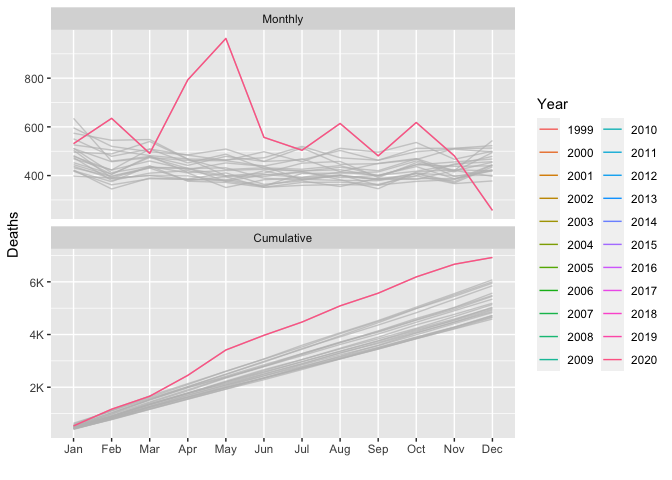 Monthly
800
600
400
Deaths
Cumulative
6K
4K
2K
Jan Feb Mar Apr May Jun Jul Aug Sep Oct Nov Dec
Year
1999 2010
2000 2011
2001 2012
2002 2013
2003 2014
2004 2015
2005 2016
2006 2017
2007 2018
2008 2019
2009 2020